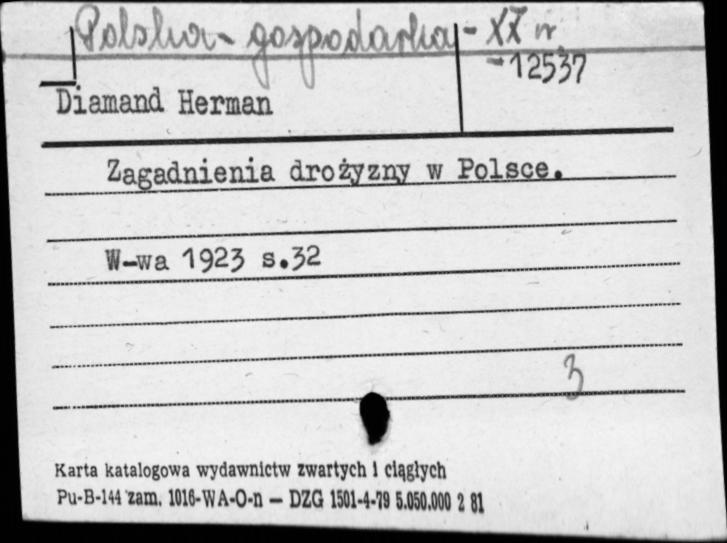 Polska - gospodarka - XX w.
-12537
Diamand Herman
Zagadnienia drożyzny w Polsce.
W-wa 1923 s.32
3
Karta katalogowa wydawnictw zwartych i ciągłych
Pu-B-144 zam. 1016-WA-O-n — DZG 1501-4-79 5.050.000 2 81